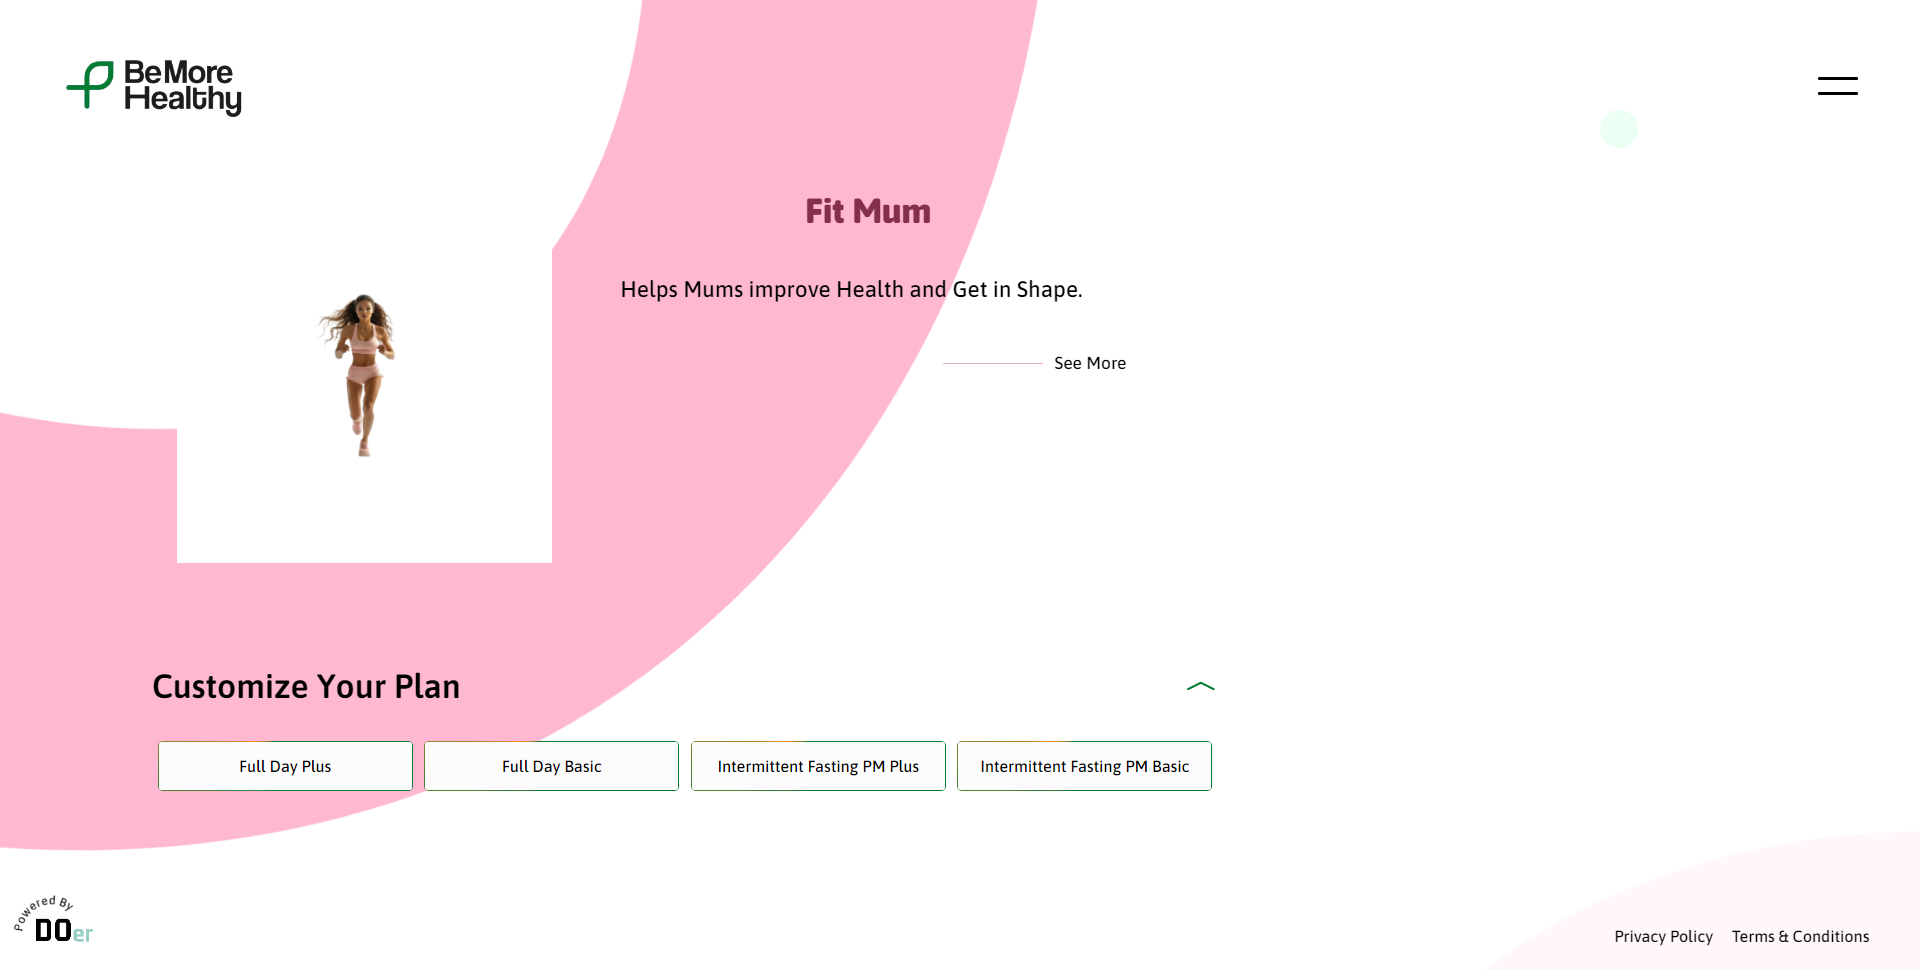 BeMore
Healthy
Fit Mum
Helps Mums improve Health and Get in Shape.
See More
Customize Your Plan
Full Day Plus
Full Day Basic
Intermittent Fasting PM Plus
Intermittent Fasting PM Basic
Powered By
DOer
Privacy Policy
Terms & Conditions